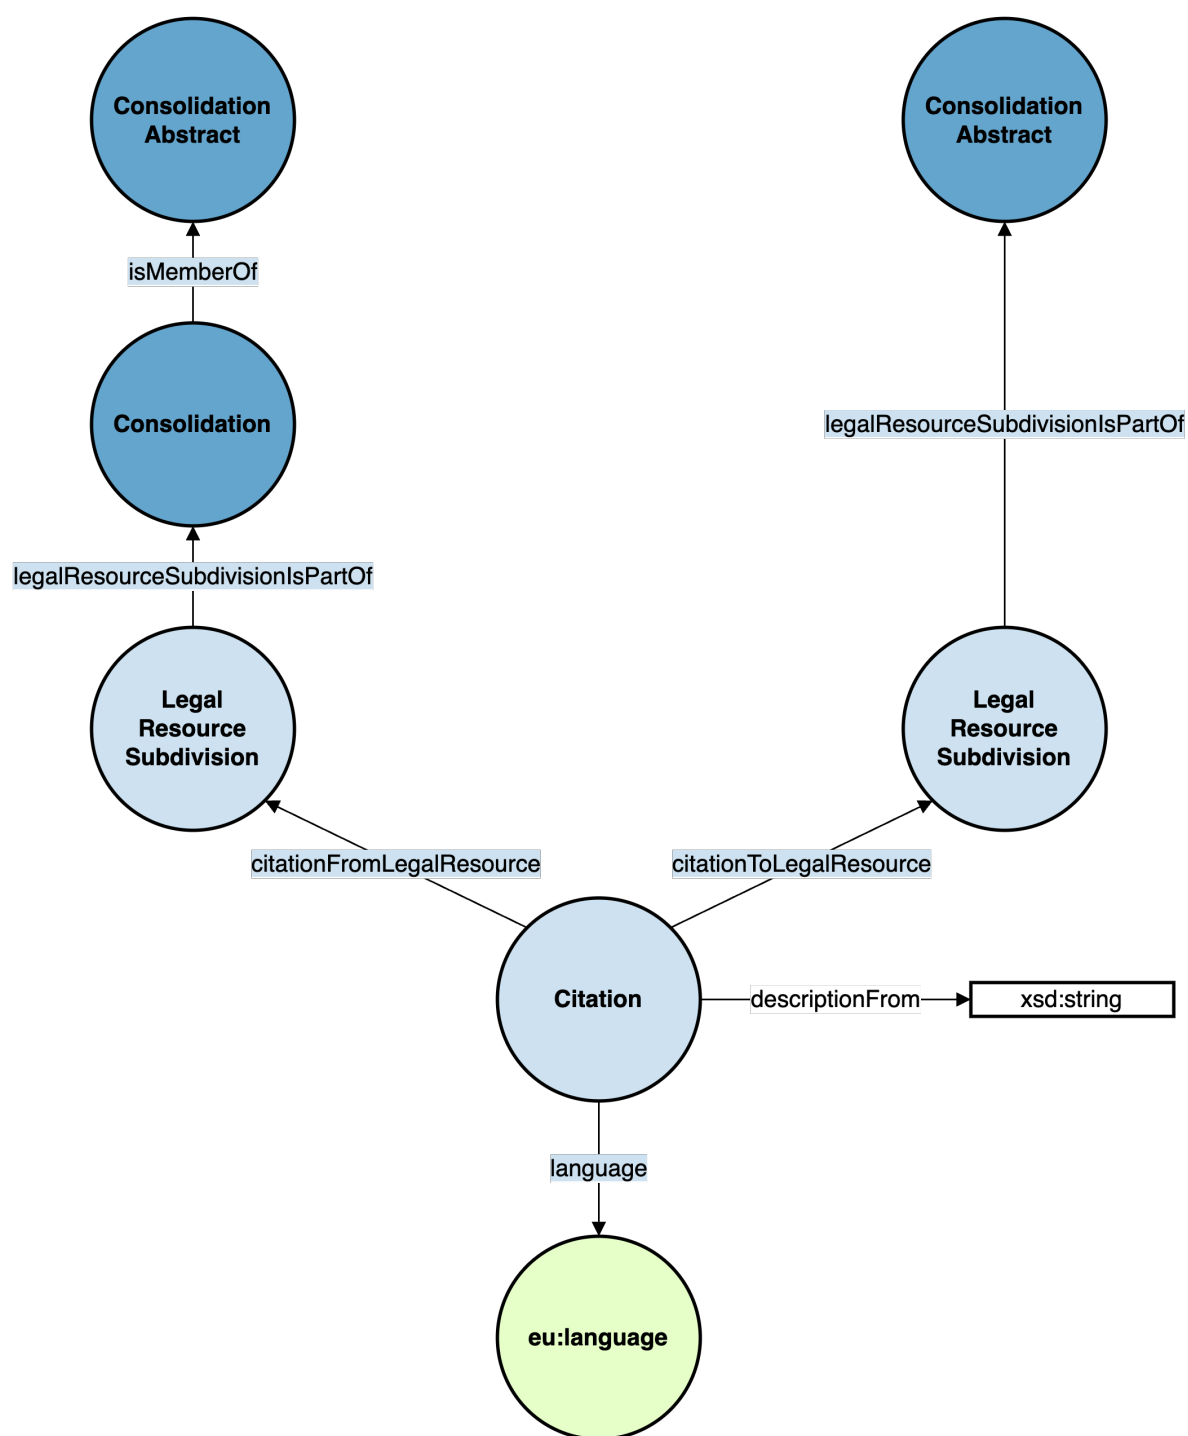 Consolidation
Abstract
Consolidation
Abstract
isMemberOf
Consolidation
legalResourceSubdivisionIsPartOf
legalResourceSubdivisionIsPartOf
Legal
Resource
Subdivision
Legal
Resource
Subdivision
citationFromLegalResource
citationToLegalResource
Citation
descriptionFrom
xsd:string
language
eu:language